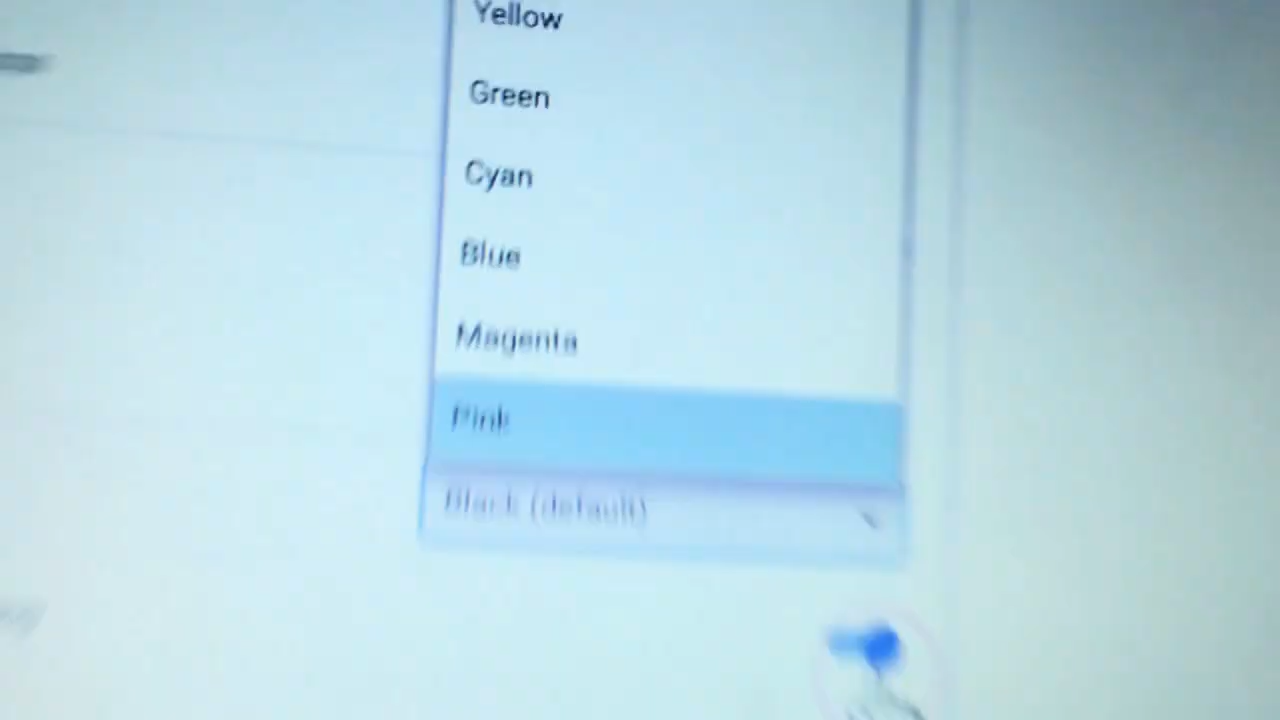 Yellow
Green
Cyan
Blue
Magenta
Pink
Black (default)